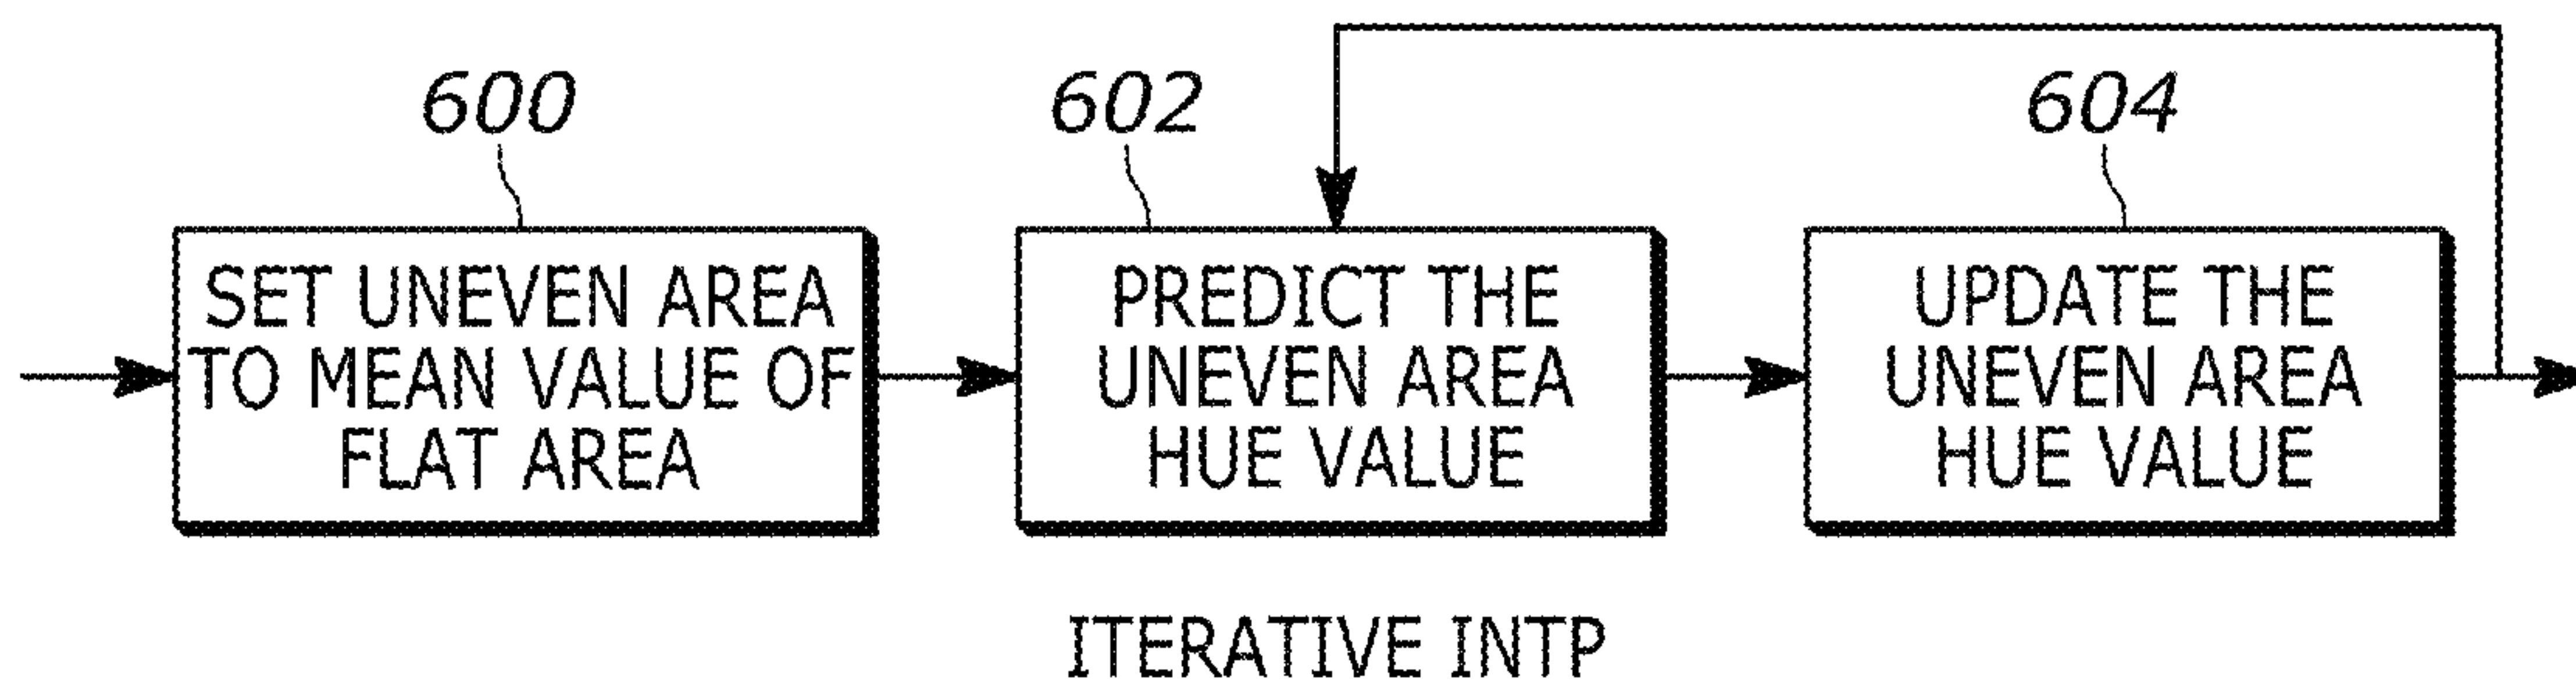 600
602
604
SET UNEVEN AREA
TO MEAN VALUE OF
FLAT AREA
PREDICT THE
UNEVEN AREA
HUE VALUE
UPDATE THE
UNEVEN AREA
HUE VALUE
ITERATIVE INTP